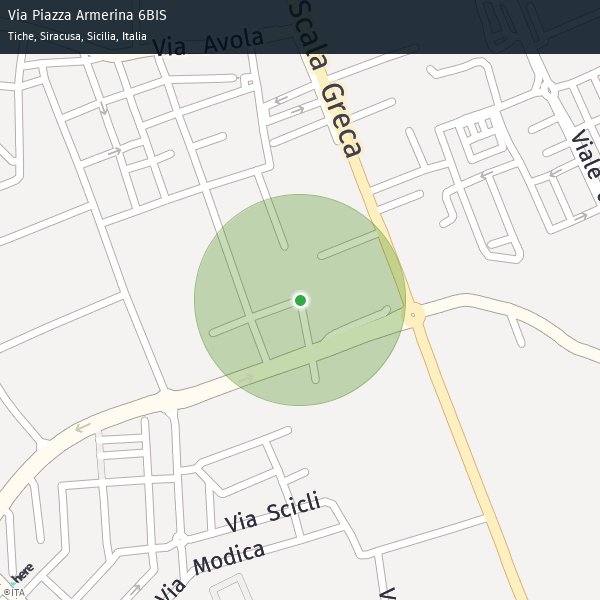 Via Piazza Armerina 6BIS
Tiche, Siracusa, Sicilia, Italia
Via Avola
Scala Greca
Viale
Via Scicli
Via Modica
V
here
©ITA